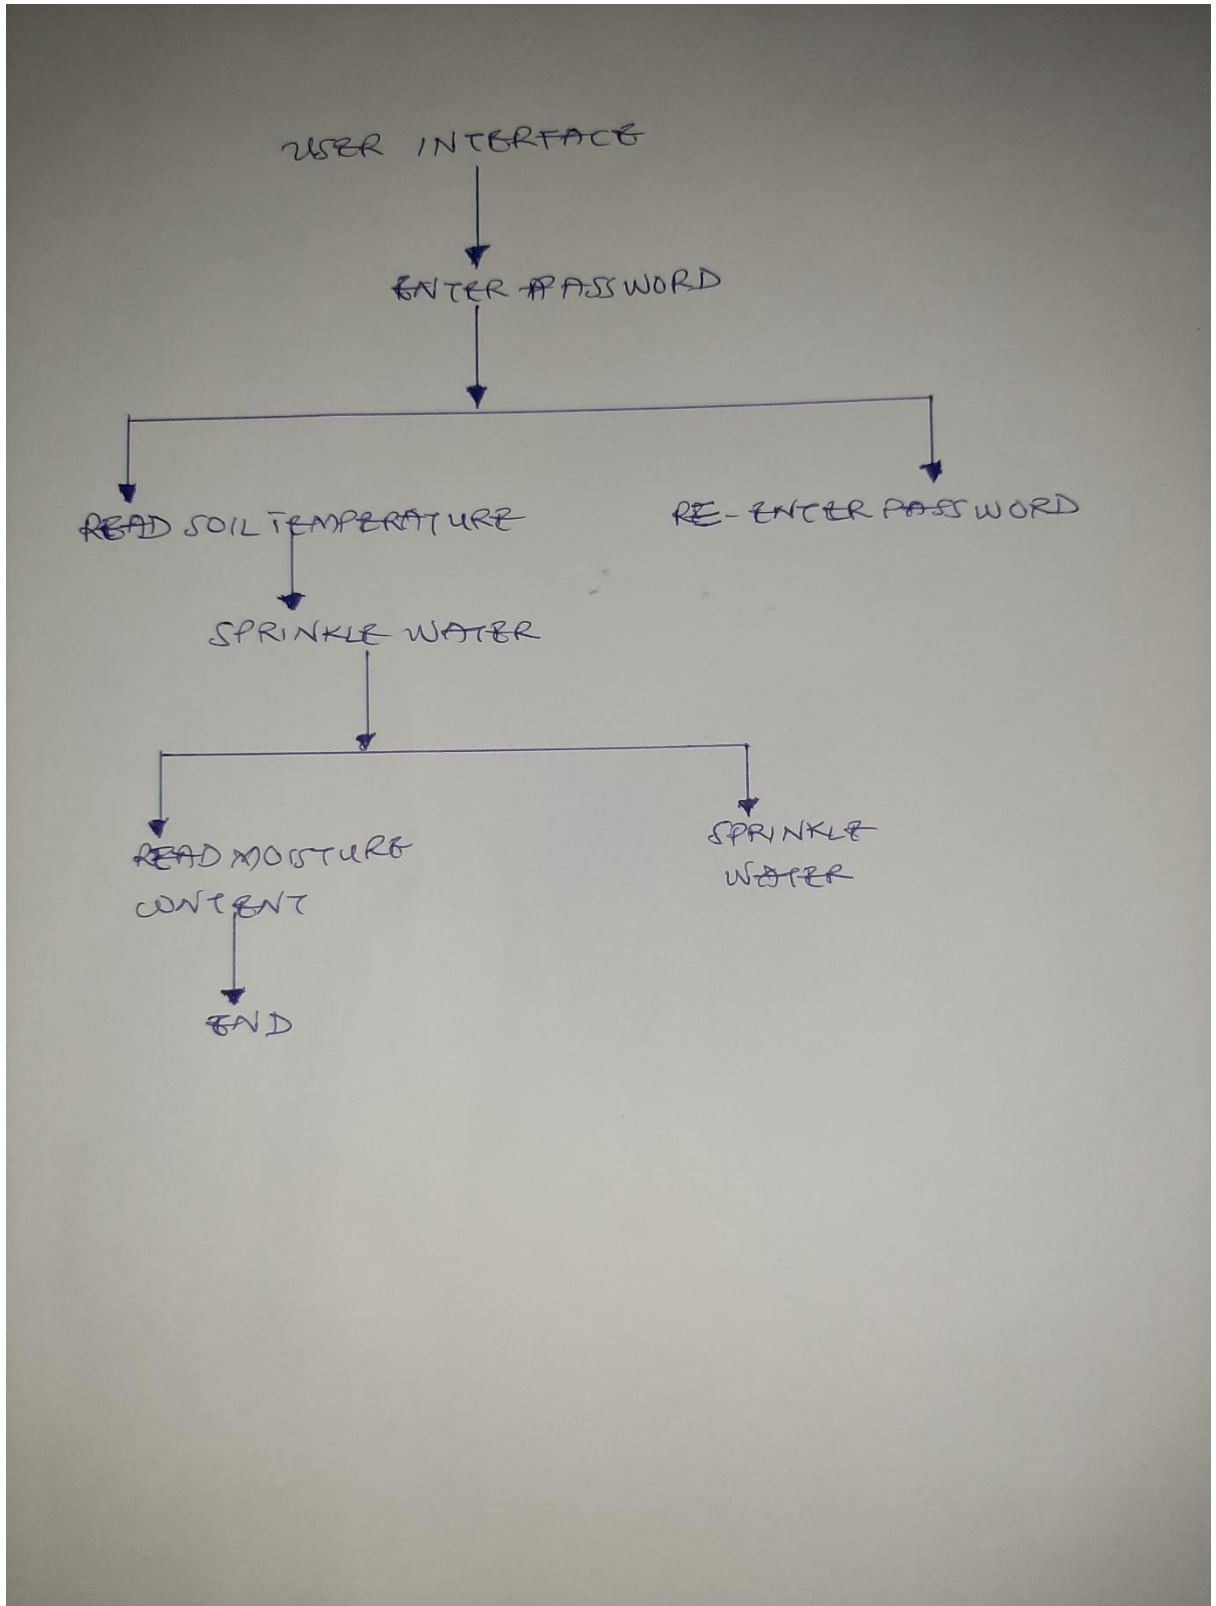 USER INTERFACE
ENTER PASSWORD
READ SOIL TEMPERATURE
RE-ENTER PASSWORD
SPRINKLE WATER
READ MOISTURE
CONTENT
SPRINKLE
WATER
END